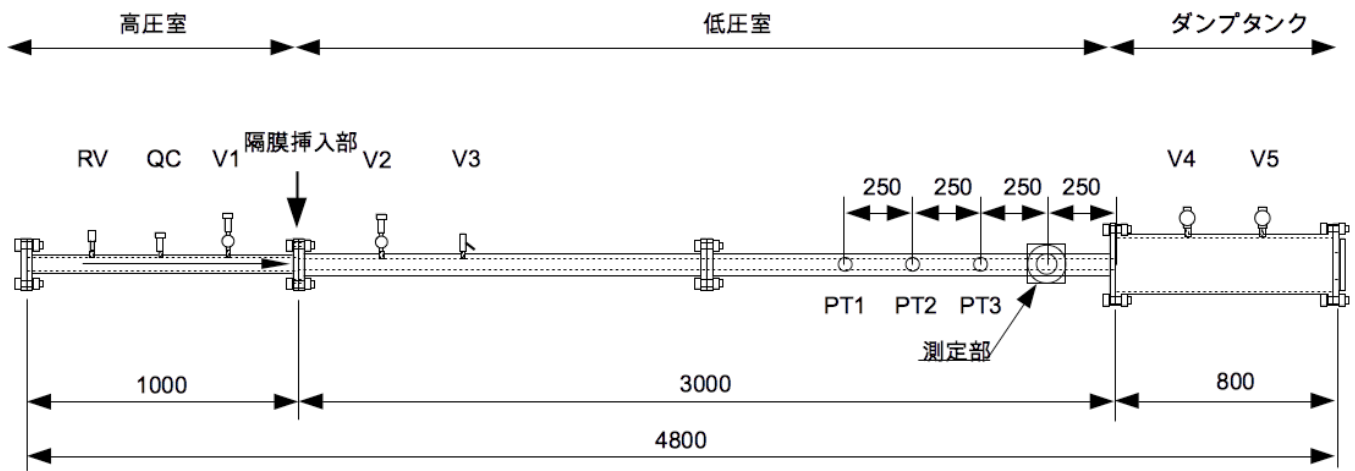 高圧室
低圧室
ダンプタンク
RV
QC
V1
隔膜挿入部
V2
V3
V4
V5
250
250
250
250
PT1
PT2
PT3
測定部
1000
3000
800
4800